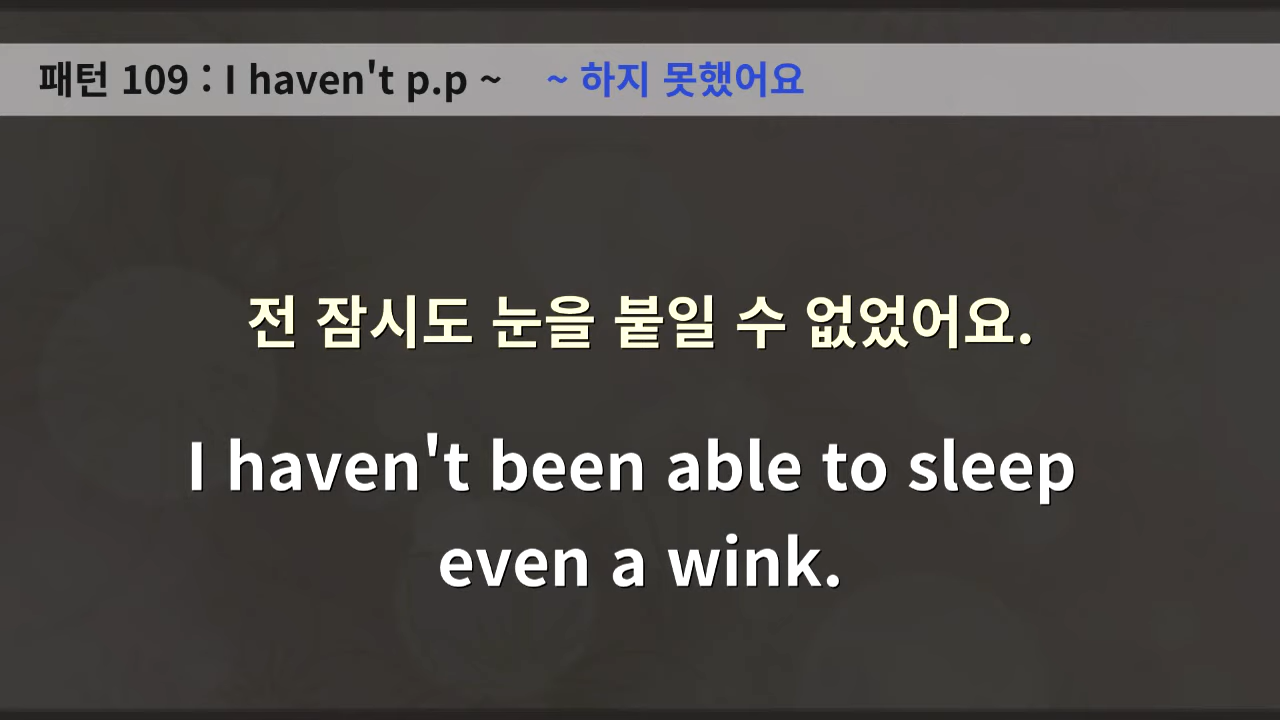 패턴 109 : I haven't p.p ~ ~ 하지 못했어요
전 잠시도 눈을 붙일 수 없었어요.
I haven't been able to sleep
even a wink.